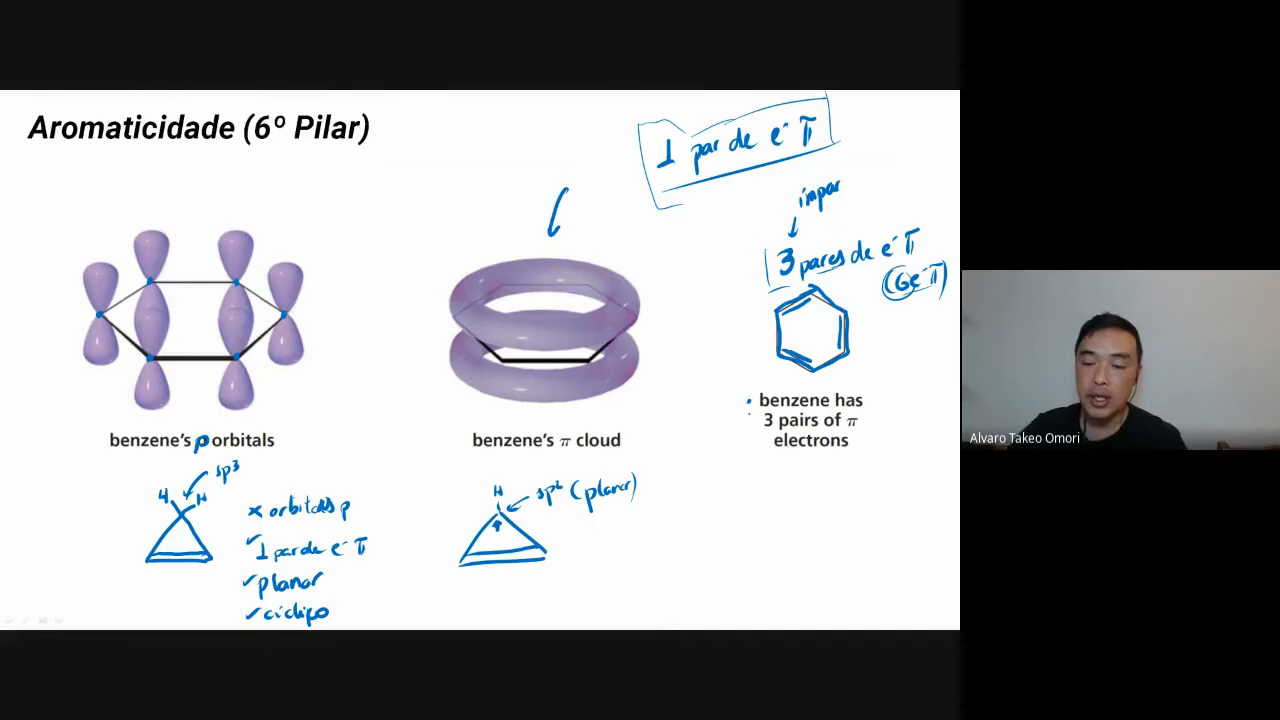 Aromaticidade (6º Pilar)
1 par de e⁻ π
impar
3 pares de e⁻ π
(6e⁻π)
benzene's p orbitals
benzene's π cloud
• benzene has
3 pairs of π
electrons
sp³
H H
x orbitais p
✓ 1 par de e⁻ π
✓ planar
✓ cíclico
H
sp² (planar)
Alvaro Takeo Omori